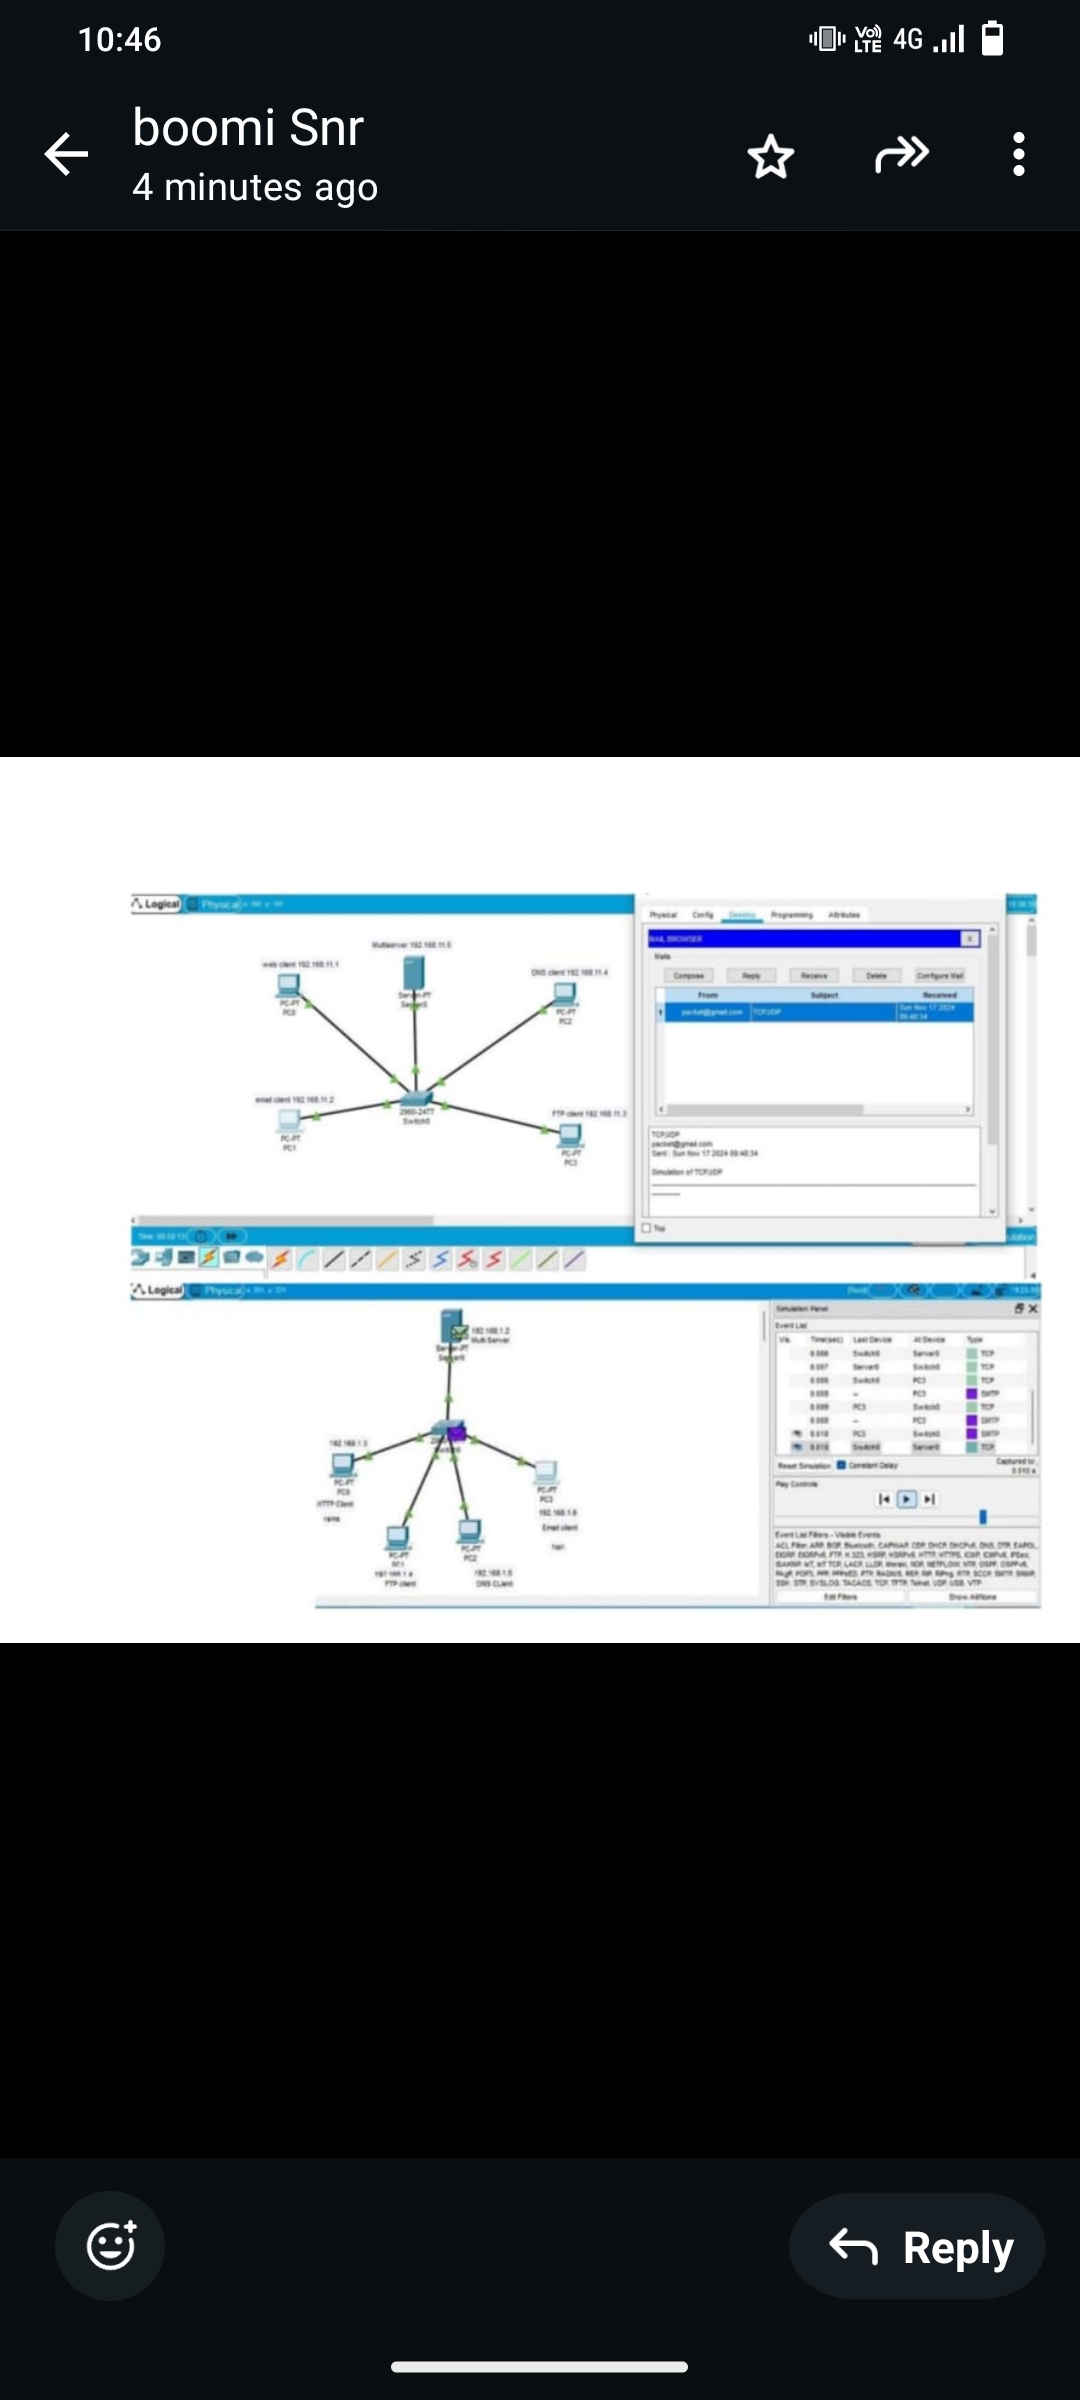 10:46
Vo)) LTE 4G
boomi Snr
4 minutes ago
Logical Physical
Multiserver 192.168.11.5
web client 192.168.11.1
DNS client 192.168.11.4
Server-PT
PC-PT
PC0
PC-PT
PC2
email client 192.168.11.2
2960-24TT
Switch0
FTP client 192.168.11.3
PC-PT
PC1
PC-PT
PC3
Physical Config Desktop Programming Attributes
MAIL BROWSER X
Mails
Compose Reply Receive Delete Configure Mail
From Subject Received
1 packet@gmail.com TCP/UDP Sun Nov 17 2024 09:48:34
TCP/UDP
packet@gmail.com
Sent : Sun Nov 17 2024 09:48:34
Simulation of TCP/UDP
Top
Logical Physical
192.168.1.2
Multi Server
Server-PT
Server0
192.168.1.3
PC-PT
PC0
HTTP Client
PC-PT
PC3
192.168.1.6
Email client
hari
PC-PT
PC1
FTP client
PC-PT
PC2
192.168.1.5
DNS CLient
Simulation Panel
Event List
Vis. Time(sec) Last Device At Device Type
0.006 Switch0 Server0 TCP
0.007 Server0 Switch0 TCP
0.008 Switch0 PC3 TCP
0.008 -- PC3 SMTP
0.009 PC3 Switch0 TCP
0.009 -- PC3 SMTP
0.010 PC3 Switch0 SMTP
0.010 Switch0 Server0 TCP
Reset Simulation Constant Delay Captured to:
0.010 s
Play Controls
Event List Filters - Visible Events
ACL Filter, ARP, BGP, Bluetooth, CAPWAP, CDP, DHCP, DHCPv6, DNS, DTP, EAPOL,
EIGRP, EIGRPv6, FTP, H.323, HSRP, HSRPv6, HTTP, HTTPS, ICMP, ICMPv6, IPSec,
ISAKMP, IoT, IoT TCP, LACP, LLDP, Meraki, NDP, NETFLOW, NTP, OSPF, OSPFv6,
PAgP, POP3, PPP, PPPoED, PTP, RADIUS, REP, RIP, RIPng, RTP, SCCP, SMTP, SNMP,
SSH, STP, SYSLOG, TACACS, TCP, TFTP, Telnet, UDP, USB, VTP
Edit Filters Show All/None
Reply